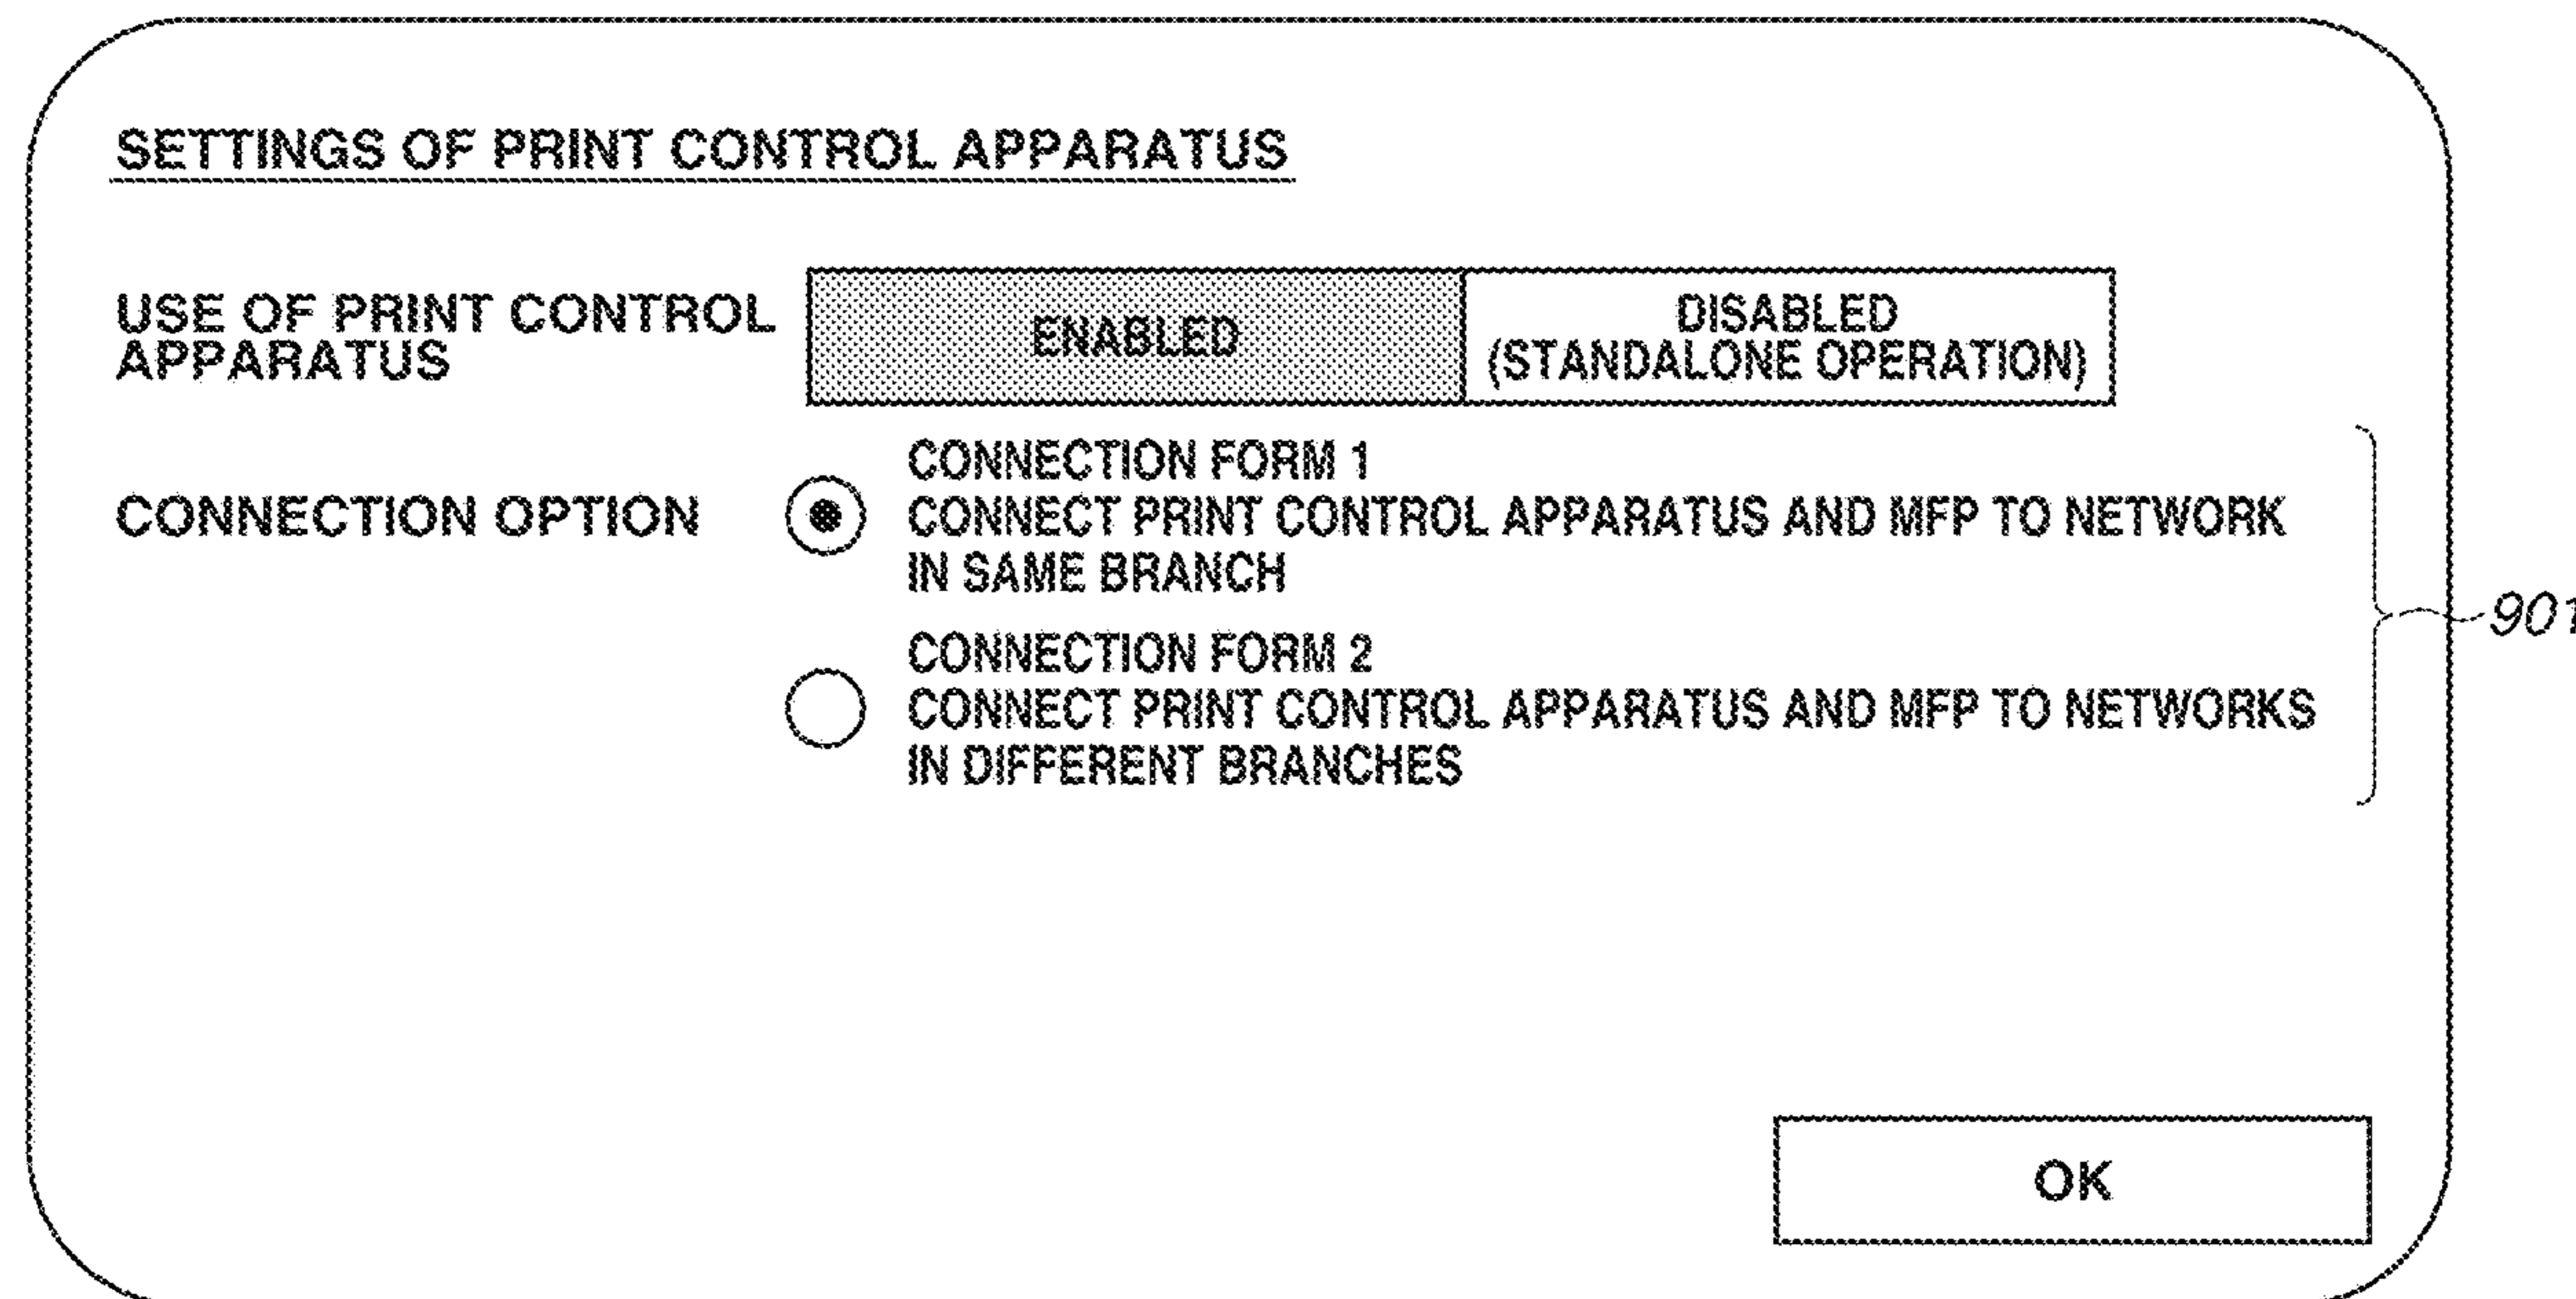 SETTINGS OF PRINT CONTROL APPARATUS
USE OF PRINT CONTROL
APPARATUS
ENABLED
DISABLED
(STANDALONE OPERATION)
CONNECTION OPTION
CONNECTION FORM 1
CONNECT PRINT CONTROL APPARATUS AND MFP TO NETWORK
IN SAME BRANCH
CONNECTION FORM 2
CONNECT PRINT CONTROL APPARATUS AND MFP TO NETWORKS
IN DIFFERENT BRANCHES
901
OK